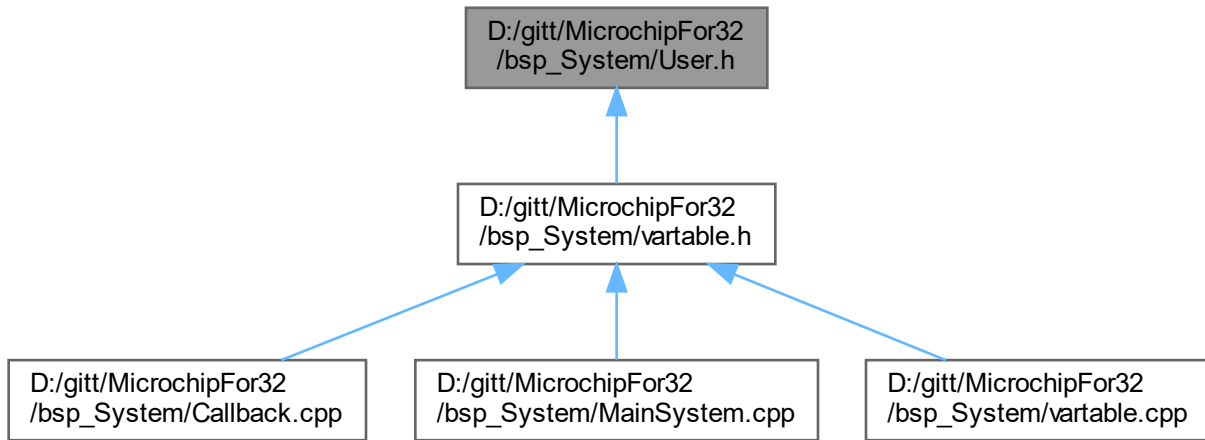 D:/gitt/MicrochipFor32
/bsp_System/User.h
D:/gitt/MicrochipFor32
/bsp_System/vartable.h
D:/gitt/MicrochipFor32
/bsp_System/Callback.cpp
D:/gitt/MicrochipFor32
/bsp_System/MainSystem.cpp
D:/gitt/MicrochipFor32
/bsp_System/vartable.cpp